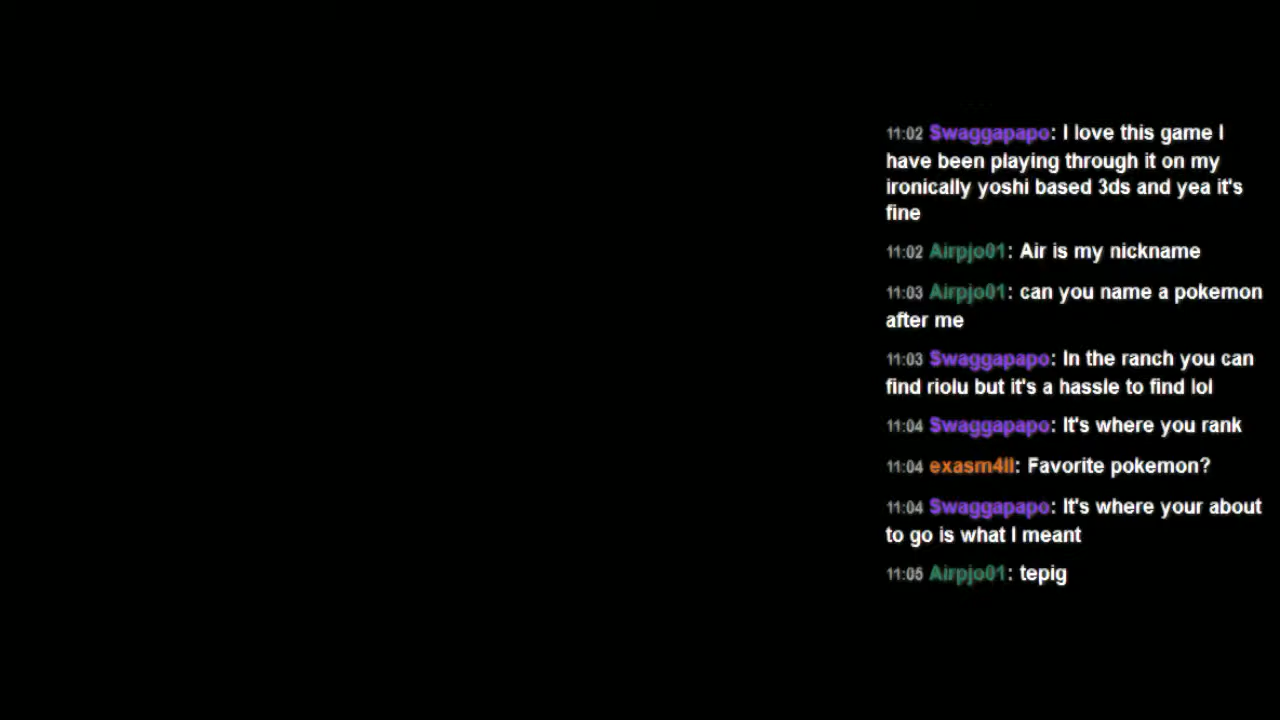 11:02 Swaggapapo: I love this game I
have been playing through it on my
ironically yoshi based 3ds and yea it's
fine
11:02 Airpjo01: Air is my nickname
11:03 Airpjo01: can you name a pokemon
after me
11:03 Swaggapapo: In the ranch you can
find riolu but it's a hassle to find lol
11:04 Swaggapapo: It's where you rank
11:04 exasm4ll: Favorite pokemon?
11:04 Swaggapapo: It's where your about
to go is what I meant
11:05 Airpjo01: tepig